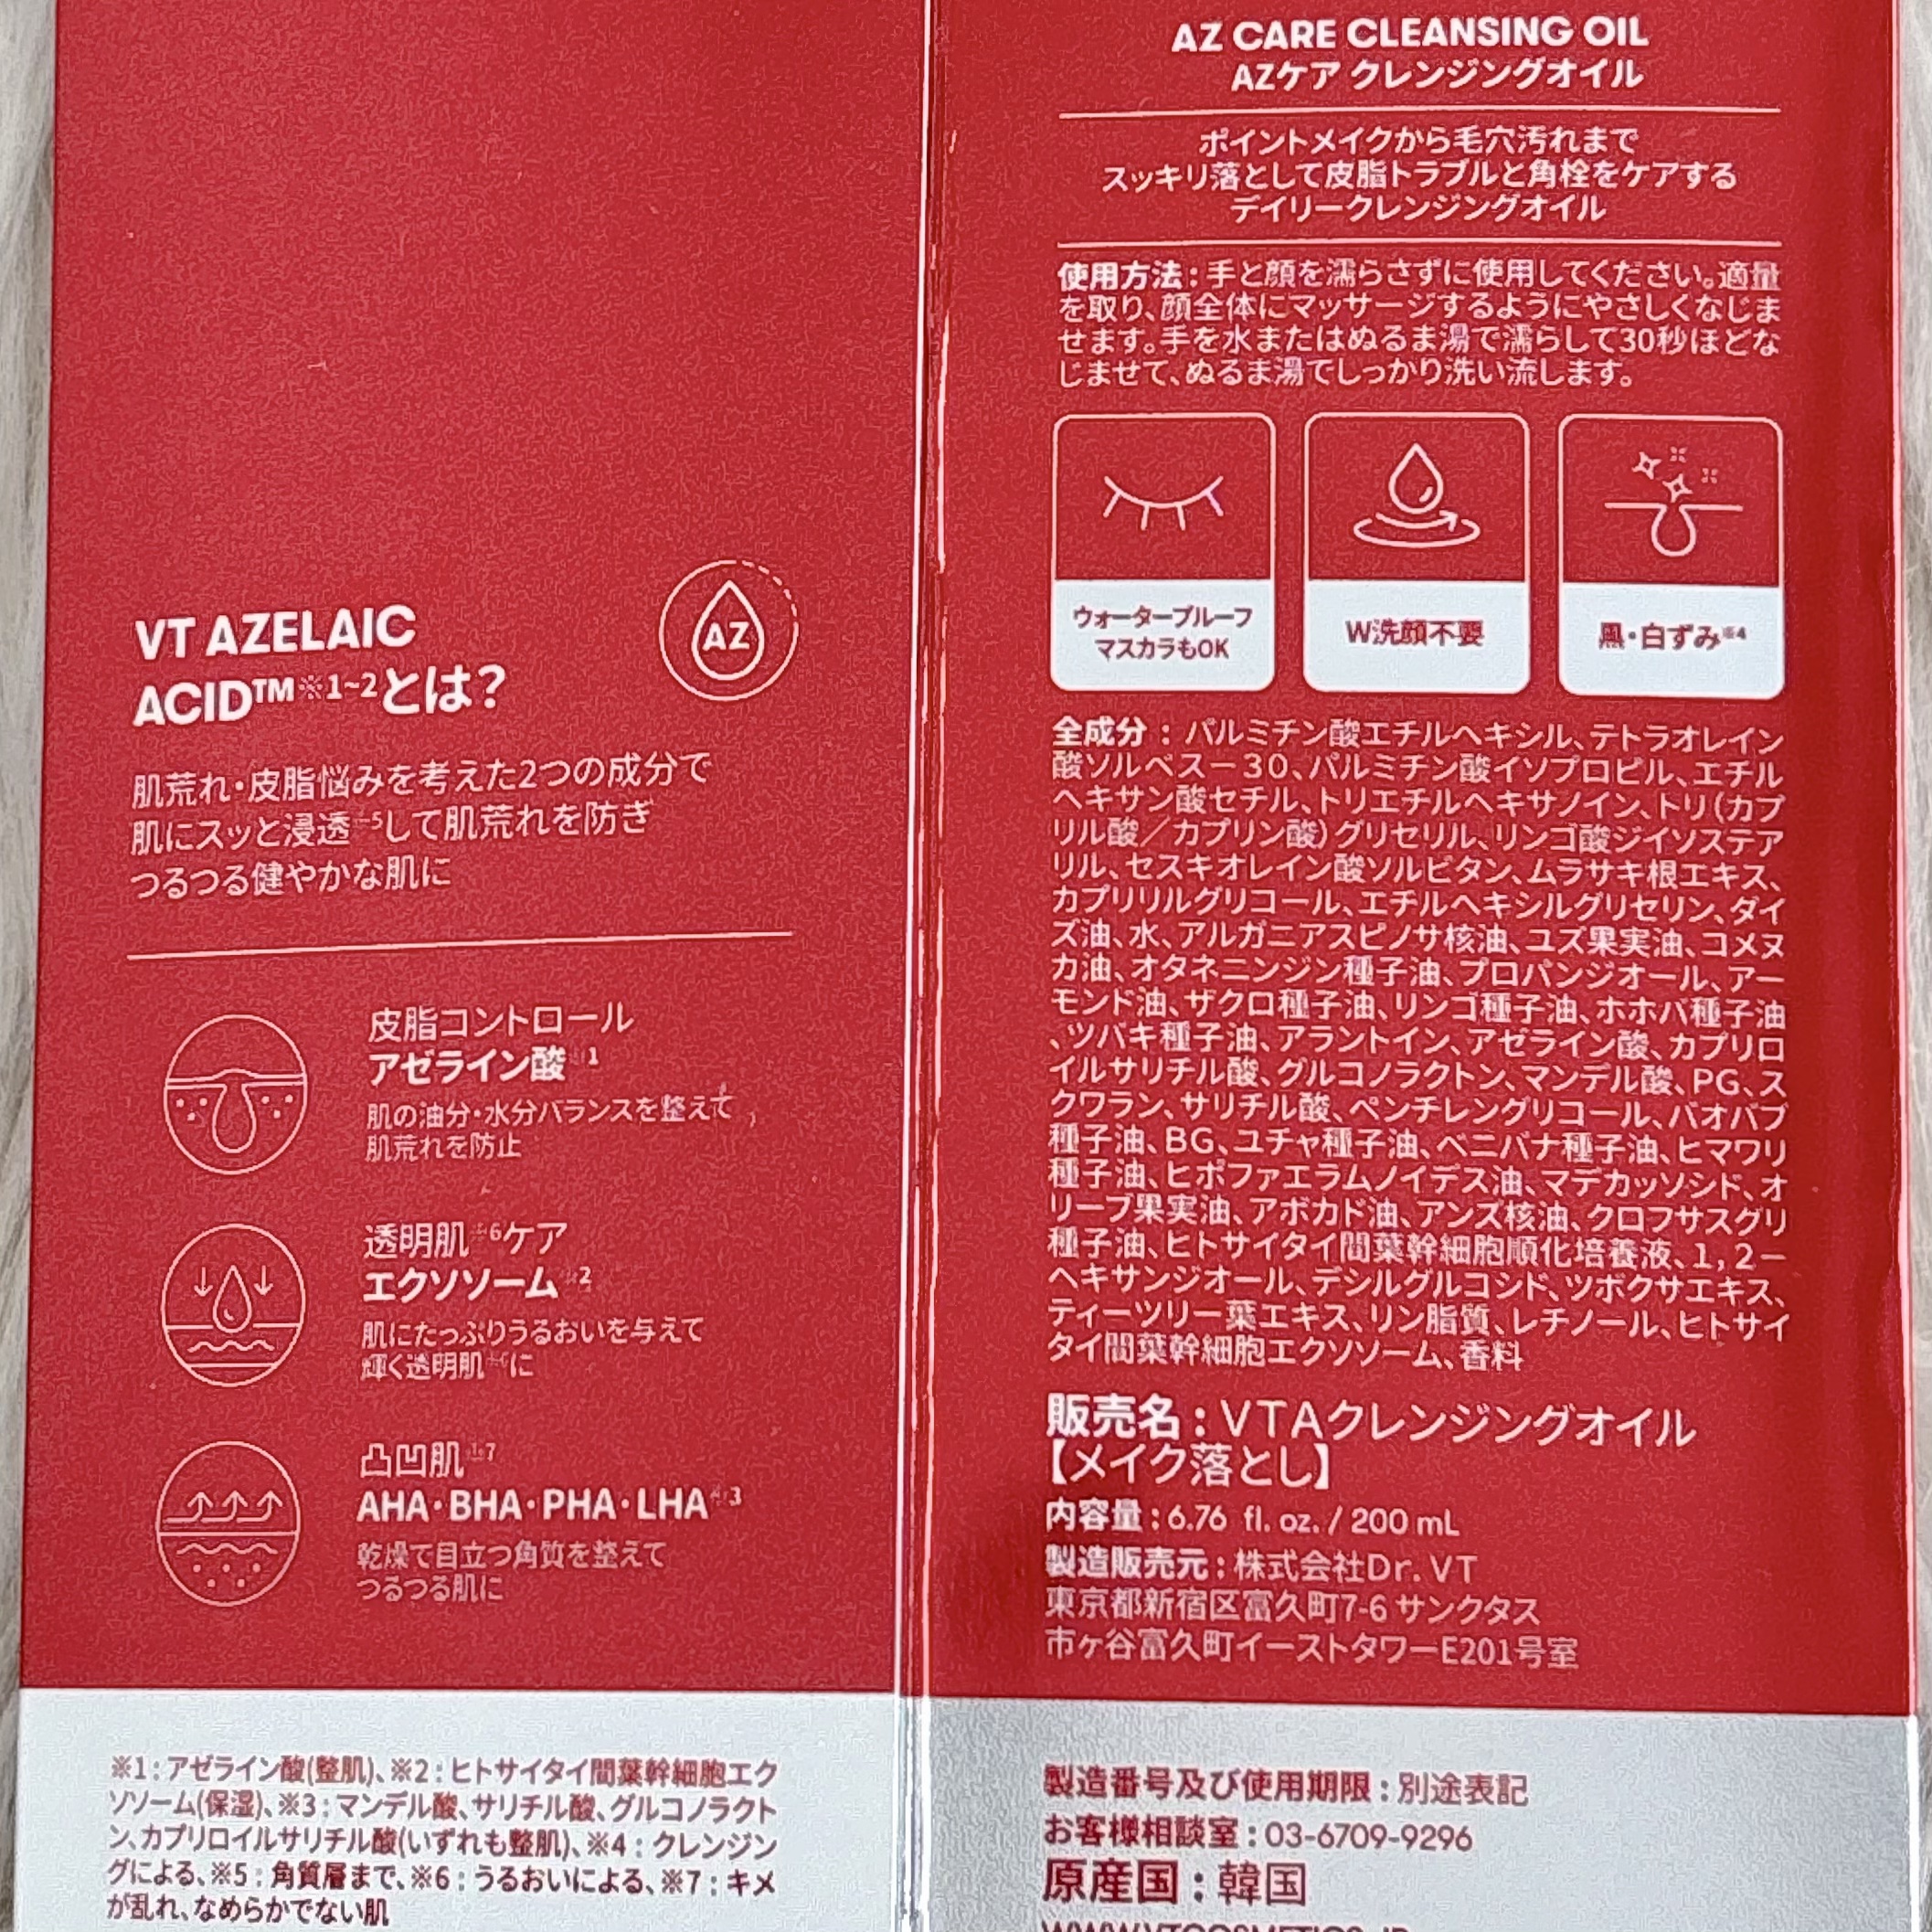 VT AZELAIC
ACID™※1~2とは?
AZ
肌荒れ・皮脂悩みを考えた2つの成分で
肌にスッと浸透※5して肌荒れを防ぎ
つるつる健やかな肌に
皮脂コントロール
アゼライン酸※1
肌の油分・水分バランスを整えて、
肌荒れを防止
透明肌※6ケア
エクソソーム※2
肌にたっぷりうるおいを与えて
輝く透明肌※6に
凸凹肌※7
AHA・BHA・PHA・LHA※3
乾燥で目立つ角質を整えて
つるつる肌に
※1:アゼライン酸(整肌)、※2:ヒトサイタイ間葉幹細胞エク
ソソーム(保湿)、※3:マンデル酸、サリチル酸、グルコノラクト
ン、カプリロイルサリチル酸(いずれも整肌)、※4:クレンジン
グによる、※5:角質層まで、※6:うるおいによる、※7:キメ
が乱れ、なめらかでない肌
AZ CARE CLEANSING OIL
AZケア クレンジングオイル
ポイントメイクから毛穴汚れまで
スッキリ落として皮脂トラブルと角栓をケアする
デイリークレンジングオイル
使用方法:手と顔を濡らさずに使用してください。適量
を取り、顔全体にマッサージするようにやさしくなじま
せます。手を水またはぬるま湯で濡らして30秒ほどな
じませて、ぬるま湯でしっかり洗い流します。
ウォータープルーフ
マスカラもOK
W洗顔不要
黒・白ずみ※4
全成分:パルミチン酸エチルヘキシル、テトラオレイン
酸ソルベス－30、パルミチン酸イソプロピル、エチル
ヘキサン酸セチル、トリエチルヘキサノイン、トリ(カプ
リル酸／カプリン酸)グリセリル、リンゴ酸ジイソステア
リル、セスキオレイン酸ソルビタン、ムラサキ根エキス、
カプリリルグリコール、エチルヘキシルグリセリン、ダイ
ズ油、水、アルガニアスピノサ核油、ユズ果実油、コメヌ
カ油、オタネニンジン種子油、プロパンジオール、アー
モンド油、ザクロ種子油、リンゴ種子油、ホホバ種子油
、ツバキ種子油、アラントイン、アゼライン酸、カプリロ
イルサリチル酸、グルコノラクトン、マンデル酸、PG、ス
クワラン、サリチル酸、ペンチレングリコール、バオバブ
種子油、BG、ユチャ種子油、ベニバナ種子油、ヒマワリ
種子油、ヒポファエラムノイデス油、マデカッソシド、オ
リーブ果実油、アボカド油、アンズ核油、クロフサスグリ
種子油、ヒトサイタイ間葉幹細胞順化培養液、1,2－
ヘキサンジオール、デシルグルコシド、ツボクサエキス、
ティーツリー葉エキス、リン脂質、レチノール、ヒトサイ
タイ間葉幹細胞エクソソーム、香料
販売名:VTAクレンジングオイル
【メイク落とし】
内容量:6.76 fl. oz. / 200 mL
製造販売元:株式会社Dr. VT
東京都新宿区富久町7-6 サンクタス
市ヶ谷富久町イーストタワーE201号室
製造番号及び使用期限:別途表記
お客様相談室:03-6709-9296
原産国:韓国